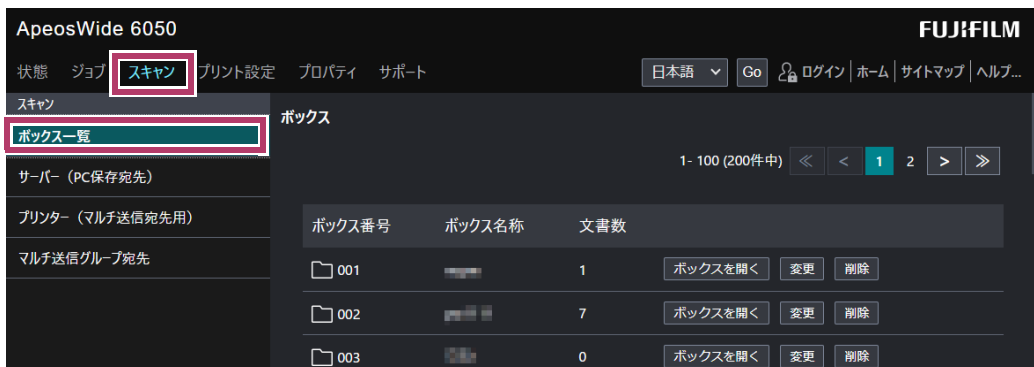 ApeosWide 6050
FUJIFILM
状態 ジョブ スキャン プリント設定 プロパティ サポート 日本語 Go ログイン ホーム サイトマップ ヘルプ...
スキャン
ボックス一覧
サーバー（PC保存宛先）
プリンター（マルチ送信宛先用）
マルチ送信グループ宛先
ボックス
1- 100 (200件中) ≪ < 1 2 > ≫
ボックス番号 ボックス名称 文書数
001 1 ボックスを開く 変更 削除
002 7 ボックスを開く 変更 削除
003 0 ボックスを開く 変更 削除